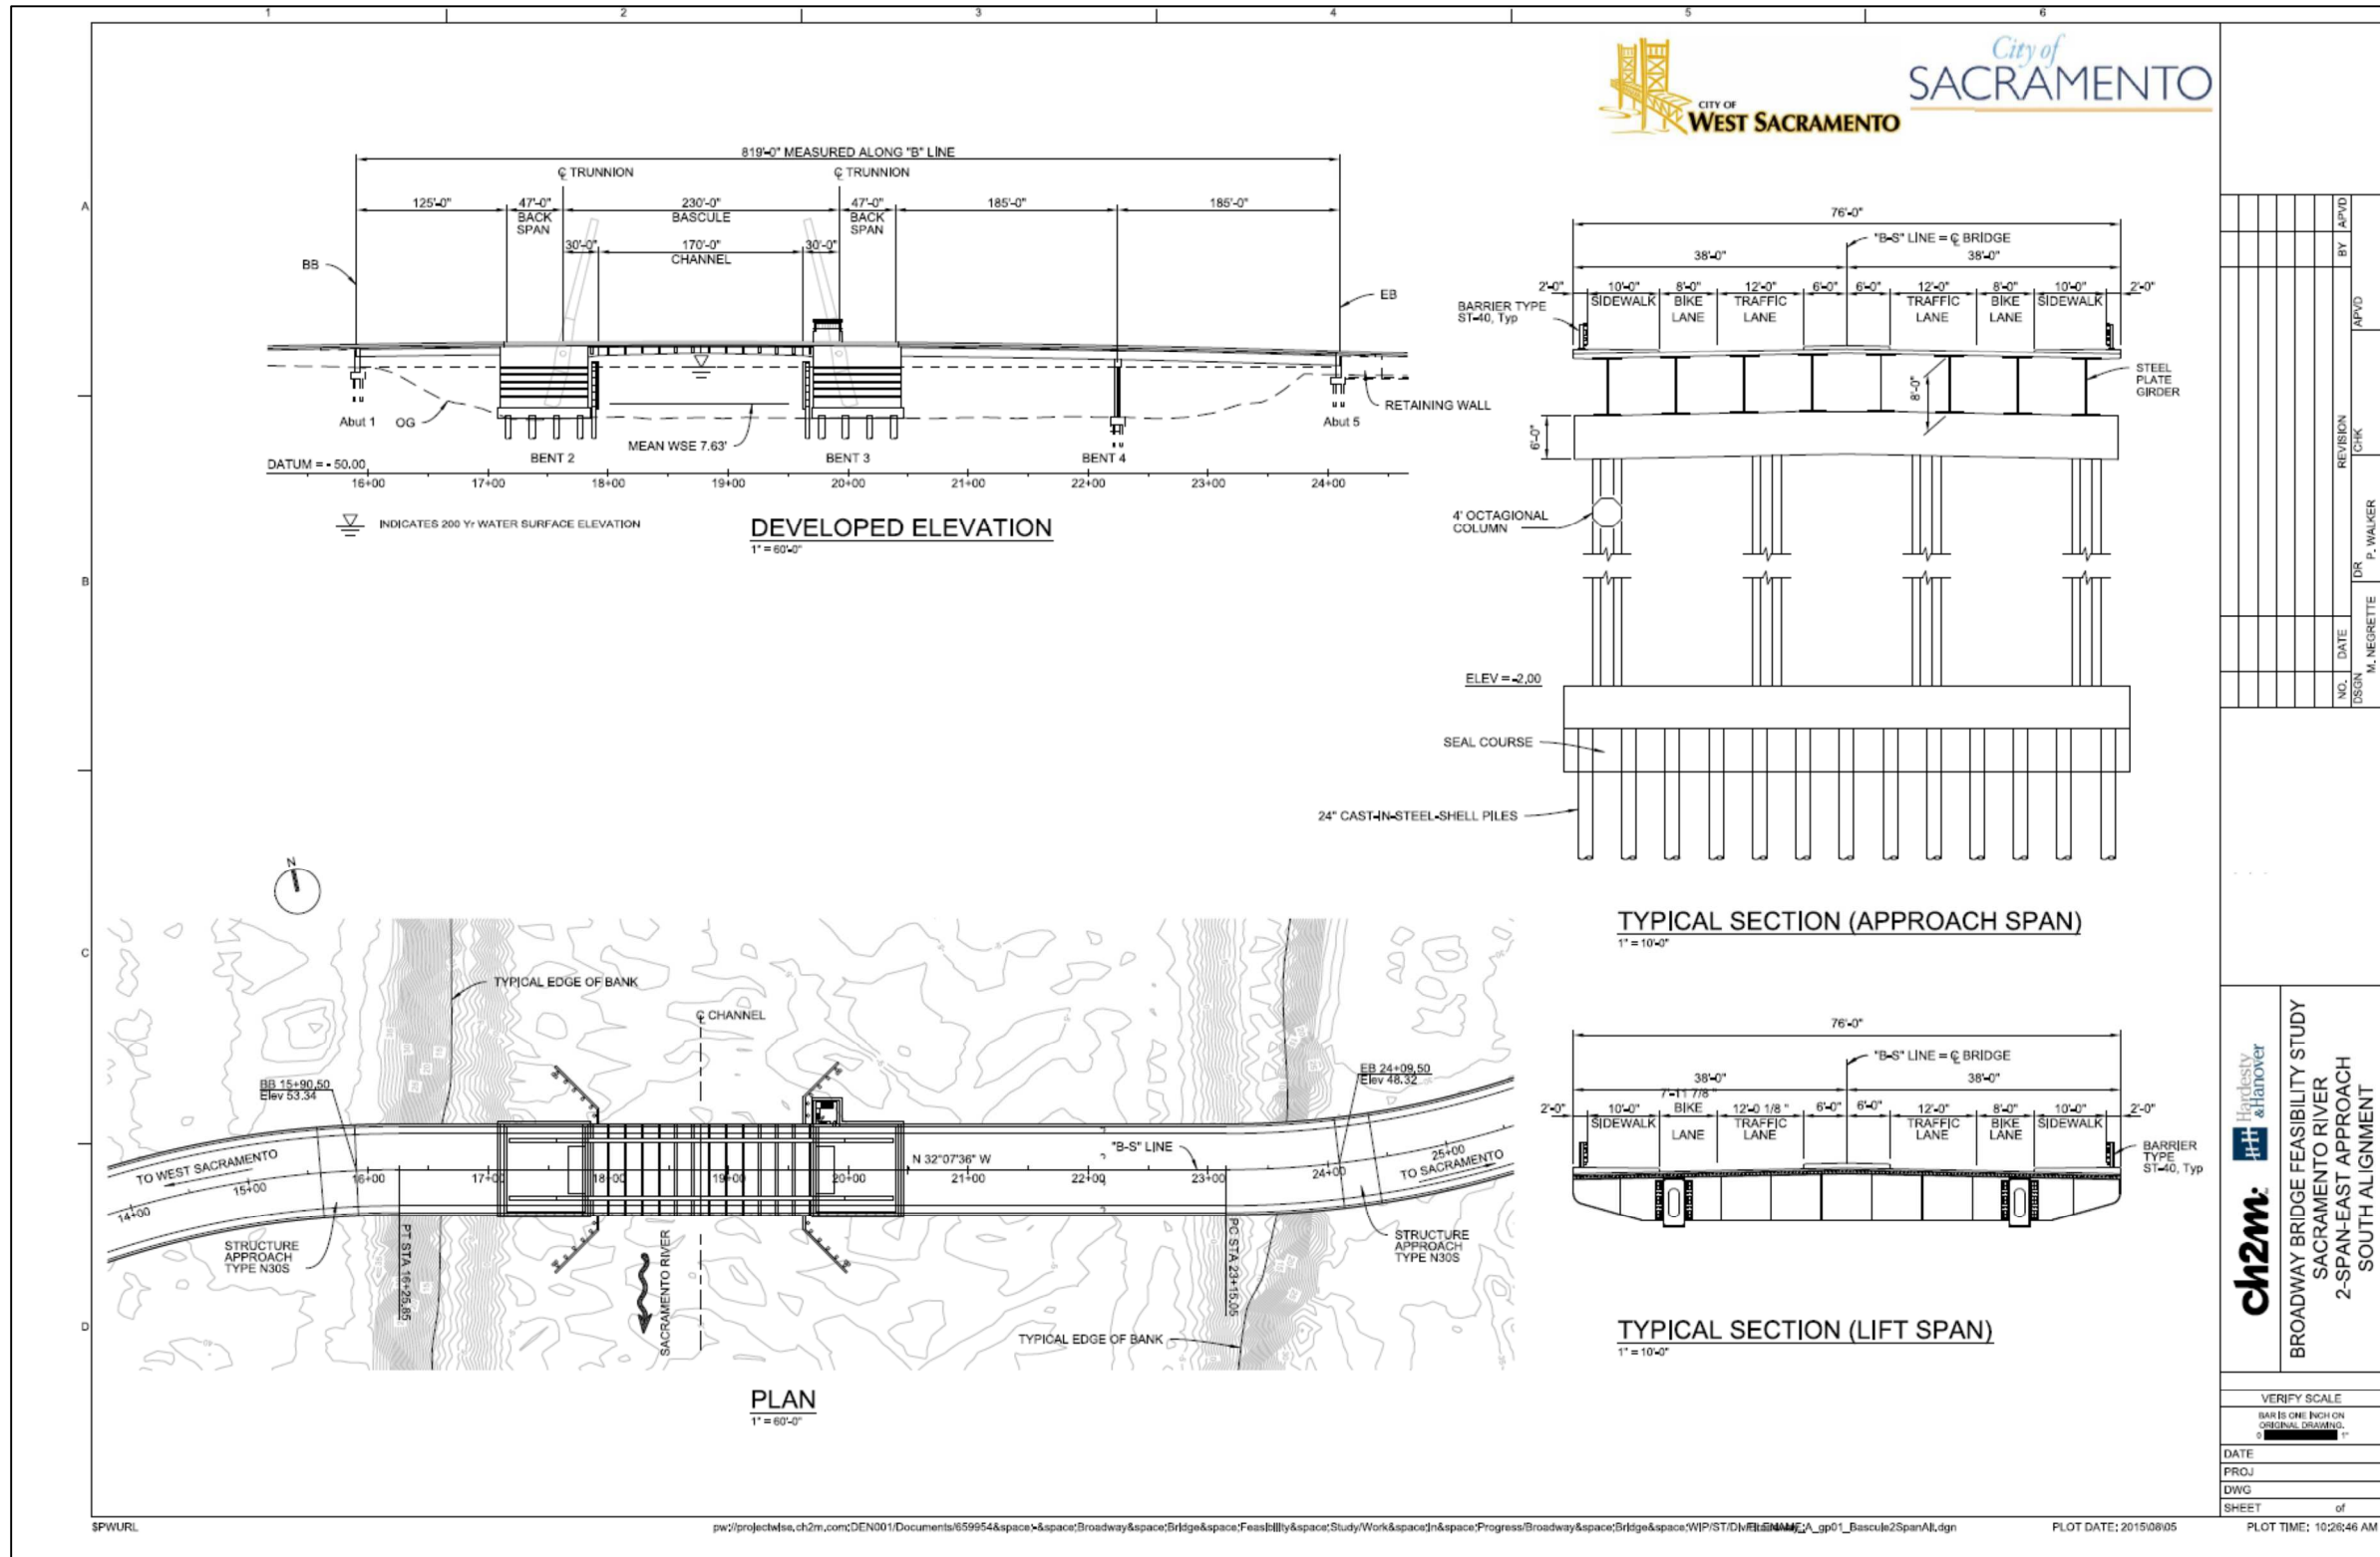 1 2 3 4 5 6
A
B
C
D
CITY OF
WEST SACRAMENTO
City of
SACRAMENTO
819'-0" MEASURED ALONG "B" LINE
℄ TRUNNION
℄ TRUNNION
125'-0"
47'-0"
BACK
SPAN
230'-0"
BASCULE
47'-0"
BACK
SPAN
185'-0"
185'-0"
30'-0"
170'-0"
CHANNEL
30'-0"
BB
EB
Abut 1
OG
RETAINING WALL
Abut 5
MEAN WSE 7.63'
BENT 2
BENT 3
BENT 4
DATUM = - 50.00
16+00 17+00 18+00 19+00 20+00 21+00 22+00 23+00 24+00
INDICATES 200 Yr WATER SURFACE ELEVATION
DEVELOPED ELEVATION
1" = 60'-0"
76'-0"
"B-S" LINE = ℄ BRIDGE
38'-0" 38'-0"
2'-0" 10'-0" 8'-0" 12'-0" 6'-0" 6'-0" 12'-0" 8'-0" 10'-0" 2'-0"
SIDEWALK
BIKE
LANE
TRAFFIC
LANE
TRAFFIC
LANE
BIKE
LANE
SIDEWALK
BARRIER TYPE
ST-40, Typ
STEEL
PLATE
GIRDER
8'-0"
6'-0"
4' OCTAGIONAL
COLUMN
ELEV = -2.00
SEAL COURSE
24" CAST-IN-STEEL-SHELL PILES
TYPICAL SECTION (APPROACH SPAN)
1" = 10'-0"
N
TYPICAL EDGE OF BANK
℄ CHANNEL
BB 15+90.50
Elev 53.34
EB 24+09.50
Elev 48.32
"B-S" LINE
N 32°07'36" W
TO WEST SACRAMENTO
TO SACRAMENTO
14+00 15+00 16+00 17+00 18+00 19+00 20+00 21+00 22+00 23+00 24+00 25+00
STRUCTURE
APPROACH
TYPE N30S
PT STA 16+25.85
SACRAMENTO RIVER
PC STA 23+15.05
STRUCTURE
APPROACH
TYPE N30S
TYPICAL EDGE OF BANK
PLAN
1" = 60'-0"
76'-0"
"B-S" LINE = ℄ BRIDGE
38'-0" 38'-0"
2'-0" 10'-0" 7'-11 7/8" 12'-0 1/8" 6'-0" 6'-0" 12'-0" 8'-0" 10'-0" 2'-0"
SIDEWALK
BIKE
LANE
TRAFFIC
LANE
TRAFFIC
LANE
BIKE
LANE
SIDEWALK
BARRIER
TYPE
ST-40, Typ
TYPICAL SECTION (LIFT SPAN)
1" = 10'-0"
NO. DATE REVISION BY APVD
DSGN M. NEGRETTE
DR P. WALKER
CHK
APVD
Hardesty
&Hanover
ch2m
BROADWAY BRIDGE FEASIBILITY STUDY
SACRAMENTO RIVER
2-SPAN-EAST APPROACH
SOUTH ALIGNMENT
VERIFY SCALE
BAR IS ONE INCH ON
ORIGINAL DRAWING.
0 1"
DATE
PROJ
DWG
SHEET of
$PWURL
PLOT DATE: 2015\08\05
PLOT TIME: 10:26:46 AM